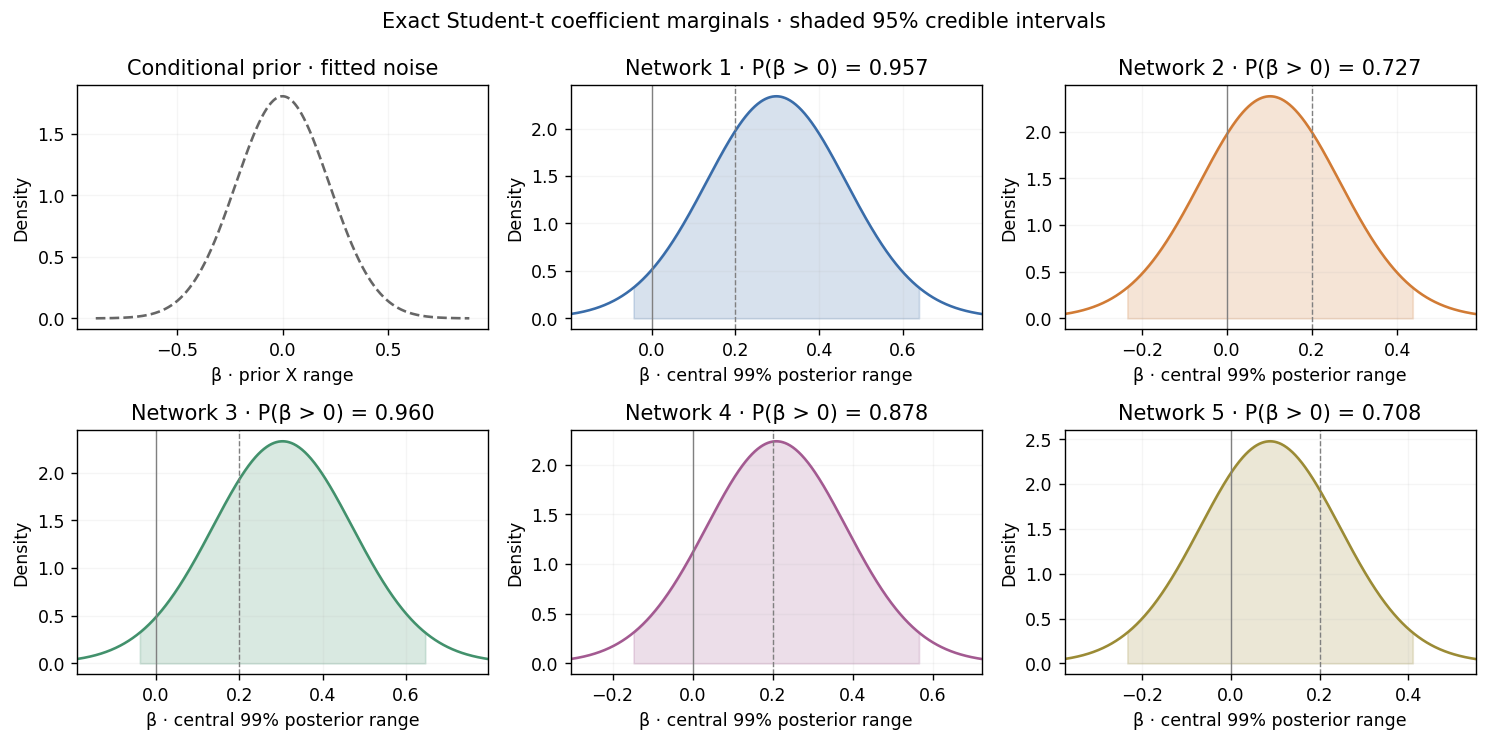 Exact Student-t coefficient marginals · shaded 95% credible intervals
Conditional prior · fitted noise
Density
1.5
1.0
0.5
0.0
−0.5
0.0
0.5
β · prior X range
Network 1 · P(β > 0) = 0.957
Density
2.0
1.5
1.0
0.5
0.0
0.0
0.2
0.4
0.6
β · central 99% posterior range
Network 2 · P(β > 0) = 0.727
Density
2.0
1.5
1.0
0.5
0.0
−0.2
0.0
0.2
0.4
β · central 99% posterior range
Network 3 · P(β > 0) = 0.960
Density
2.0
1.5
1.0
0.5
0.0
0.0
0.2
0.4
0.6
β · central 99% posterior range
Network 4 · P(β > 0) = 0.878
Density
2.0
1.5
1.0
0.5
0.0
−0.2
0.0
0.2
0.4
0.6
β · central 99% posterior range
Network 5 · P(β > 0) = 0.708
Density
2.5
2.0
1.5
1.0
0.5
0.0
−0.2
0.0
0.2
0.4
β · central 99% posterior range